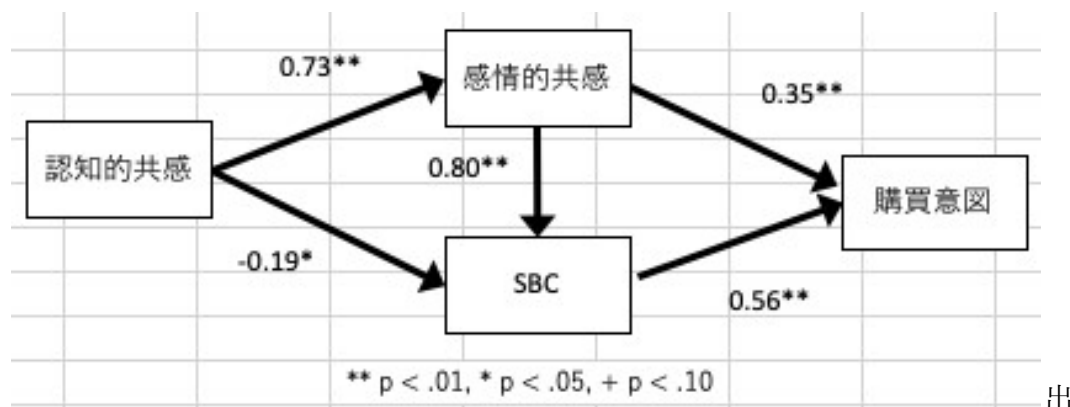 0.73**
感情的共感
0.35**
認知的共感
0.80**
購買意図
-0.19*
SBC
0.56**
** p < .01, * p < .05, + p < .10
出